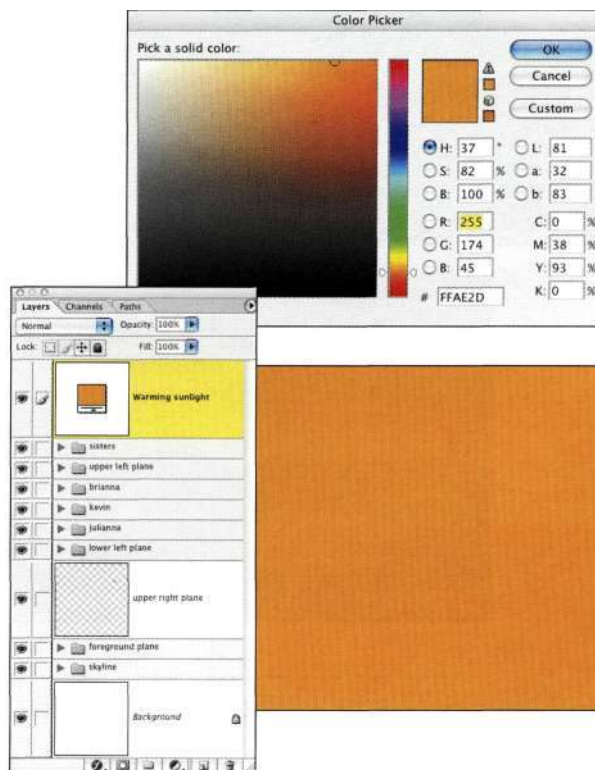 Color Picker
Pick a solid color:
OK
Cancel
Custom
H: 37 °
S: 82 %
B: 100 %
R: 255
G: 174
B: 45
# FFAE2D
L: 81
a: 32
b: 83
C: 0 %
M: 38 %
Y: 93 %
K: 0 %
Layers Channels Paths
Normal Opacity: 100%
Lock: Fill: 100%
Warming sunlight
sisters
upper left plane
brianna
kevin
julianna
lower left plane
upper right plane
foreground plane
skyline
Background